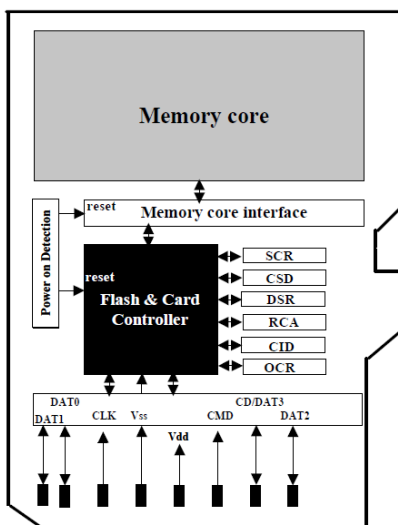 Memory core
reset
Memory core interface
Power on Detection
reset
Flash & Card
Controller
SCR
CSD
DSR
RCA
CID
OCR
DAT0
CD/DAT3
DAT1
CLK
Vss
CMD
DAT2
Vdd